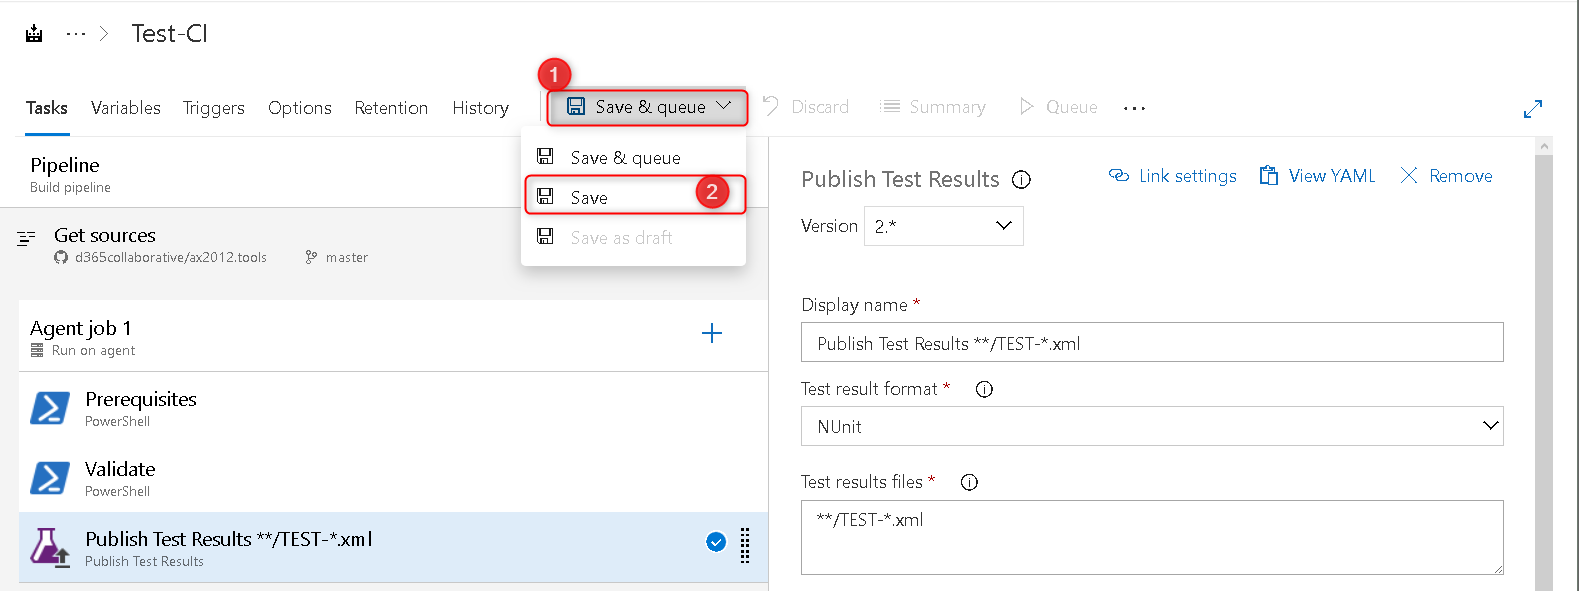 ··· > Test-CI
1
Tasks Variables Triggers Options Retention History Save & queue Discard Summary Queue ···
Save & queue
Save 2
Save as draft
Pipeline
Build pipeline
Get sources
d365collaborative/ax2012.tools master
Agent job 1
Run on agent
Prerequisites
PowerShell
Validate
PowerShell
Publish Test Results **/TEST-*.xml
Publish Test Results
Publish Test Results Link settings View YAML Remove
Version 2.*
Display name *
Publish Test Results **/TEST-*.xml
Test result format *
NUnit
Test results files *
**/TEST-*.xml